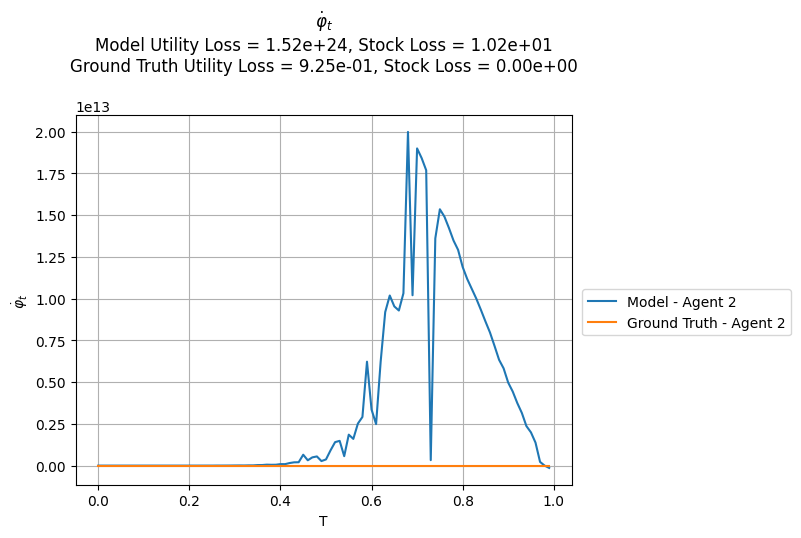 φ̇ₜ
Model Utility Loss = 1.52e+24, Stock Loss = 1.02e+01
Ground Truth Utility Loss = 9.25e-01, Stock Loss = 0.00e+00
1e13
2.00
1.75
1.50
1.25
1.00
0.75
0.50
0.25
0.00
φ̇ₜ
0.0 0.2 0.4 0.6 0.8 1.0
T
Model - Agent 2
Ground Truth - Agent 2